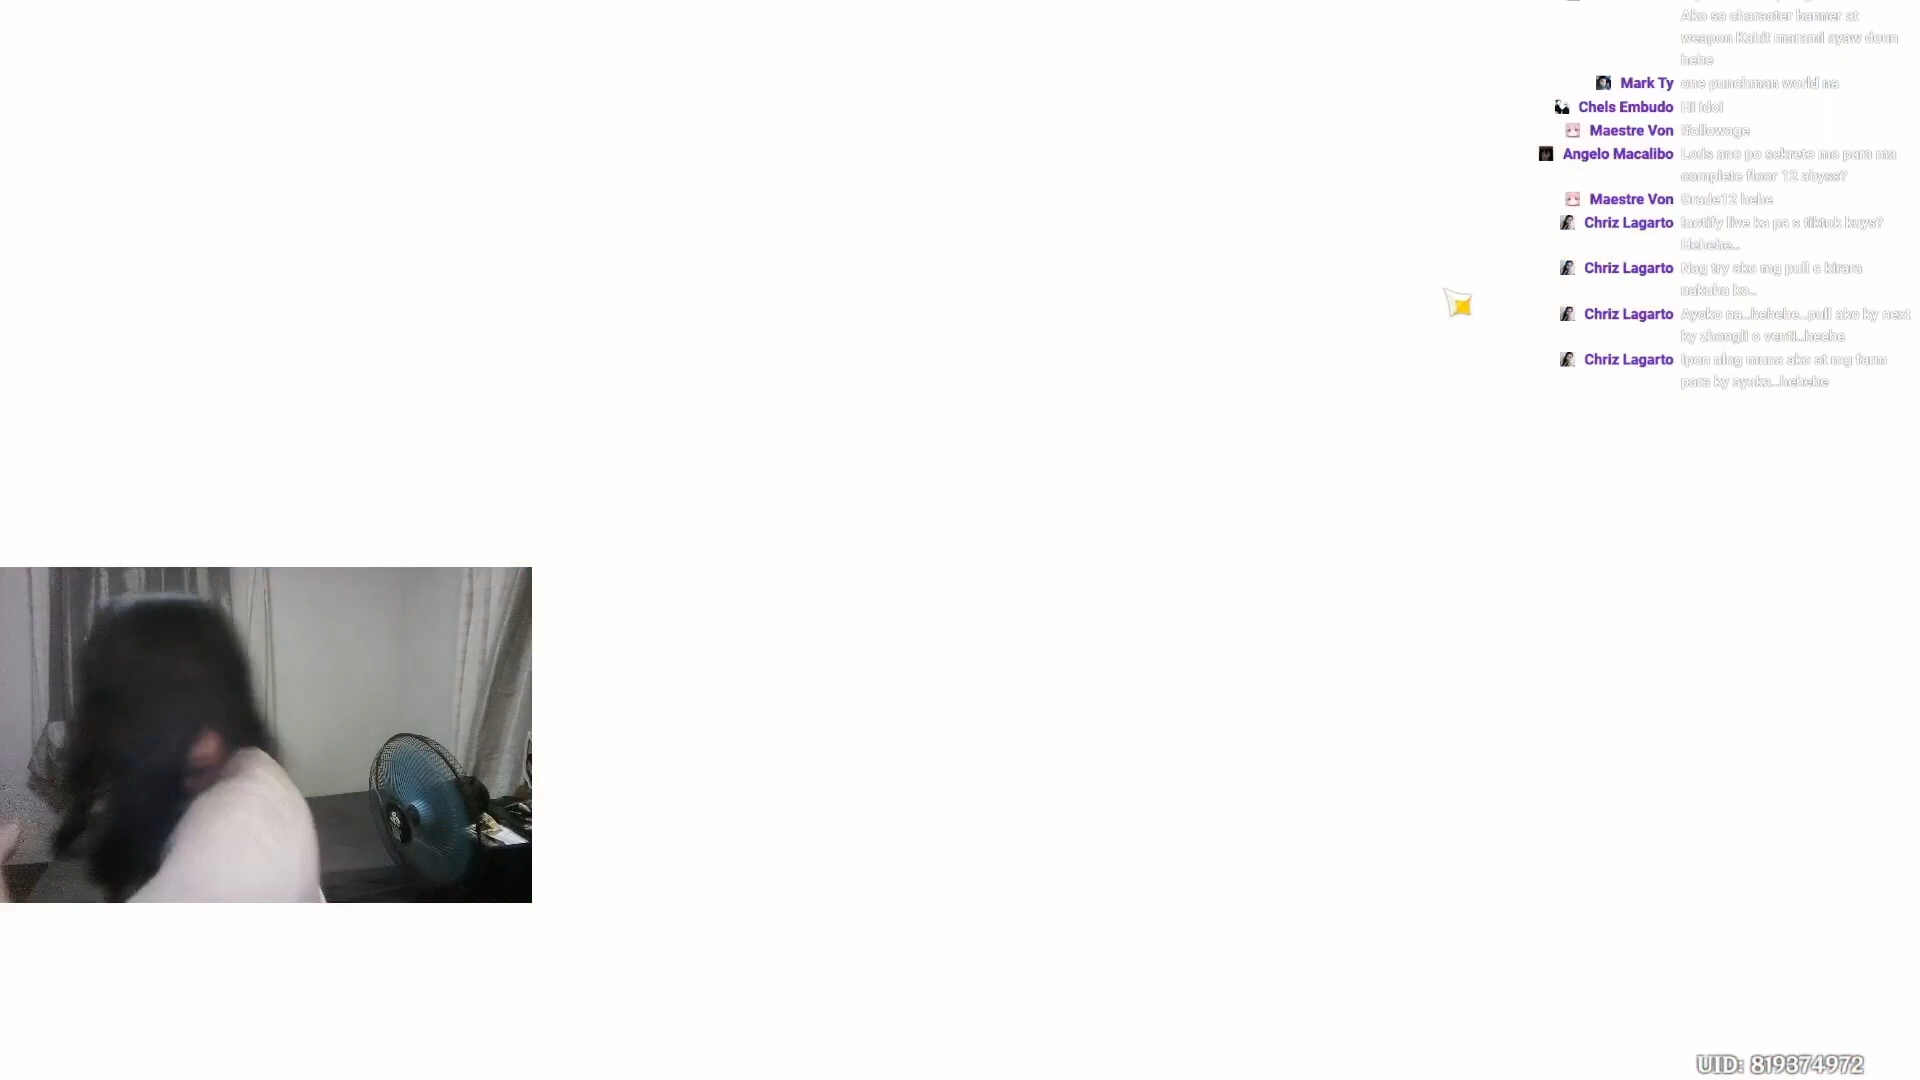 Ako sa character banner at
weapon Kahit marami ayaw doun
hehe
Mark Ty one punchman world na
Chels Embudo Hi idol
Maestre Von !followage
Angelo Macalibo Lods ano po sekreto mo para ma
complete floor 12 abyss?
Maestre Von Grade12 hehe
Chriz Lagarto !notify live ka pa s tiktok kuys?
Hehehe..
Chriz Lagarto Nag try ako mg pull c kirara
nakuha ko..
Chriz Lagarto Ayoko na..hehehe..pull ako ky next
ky zhongli o venti..heehe
Chriz Lagarto Ipon nlng muna ako at mg farm
para ky ayaka..hehehe
UID: 819374972